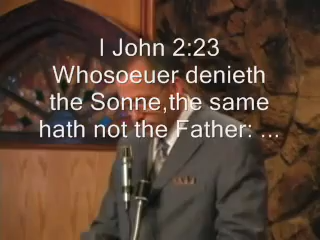 I John 2:23
Whosoeuer denieth
the Sonne,the same
hath not the Father: ...